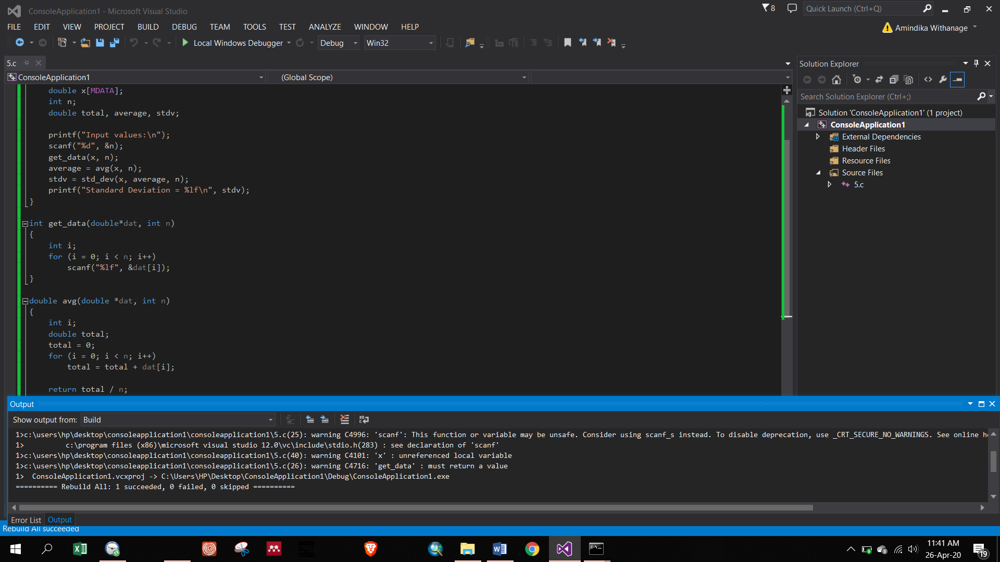 ConsoleApplication1 - Microsoft Visual Studio
8
Quick Launch (Ctrl+Q)
FILE EDIT VIEW PROJECT BUILD DEBUG TEAM TOOLS TEST ANALYZE WINDOW HELP
Amindika Withanage
Local Windows Debugger Debug Win32
5.c
ConsoleApplication1 (Global Scope)
double x[MDATA];
int n;
double total, average, stdv;
printf("Input values:\n");
scanf("%d", &n);
get_data(x, n);
average = avg(x, n);
stdv = std_dev(x, average, n);
printf("Standard Deviation = %lf\n", stdv);
}
int get_data(double*dat, int n)
{
int i;
for (i = 0; i < n; i++)
scanf("%lf", &dat[i]);
}
double avg(double *dat, int n)
{
int i;
double total;
total = 0;
for (i = 0; i < n; i++)
total = total + dat[i];
return total / n;
Solution Explorer
Search Solution Explorer (Ctrl+;)
Solution 'ConsoleApplication1' (1 project)
ConsoleApplication1
External Dependencies
Header Files
Resource Files
Source Files
5.c
Output
Show output from: Build
1>c:\users\hp\desktop\consoleapplication1\consoleapplication1\5.c(25): warning C4996: 'scanf': This function or variable may be unsafe. Consider using scanf_s instead. To disable deprecation, use _CRT_SECURE_NO_WARNINGS. See online he
1> c:\program files (x86)\microsoft visual studio 12.0\vc\include\stdio.h(283) : see declaration of 'scanf'
1>c:\users\hp\desktop\consoleapplication1\consoleapplication1\5.c(40): warning C4101: 'x' : unreferenced local variable
1>c:\users\hp\desktop\consoleapplication1\consoleapplication1\5.c(26): warning C4716: 'get_data' : must return a value
1> ConsoleApplication1.vcxproj -> C:\Users\HP\Desktop\ConsoleApplication1\Debug\ConsoleApplication1.exe
========== Rebuild All: 1 succeeded, 0 failed, 0 skipped ==========
Error List Output
Rebuild All succeeded
11:41 AM
26-Apr-20
19